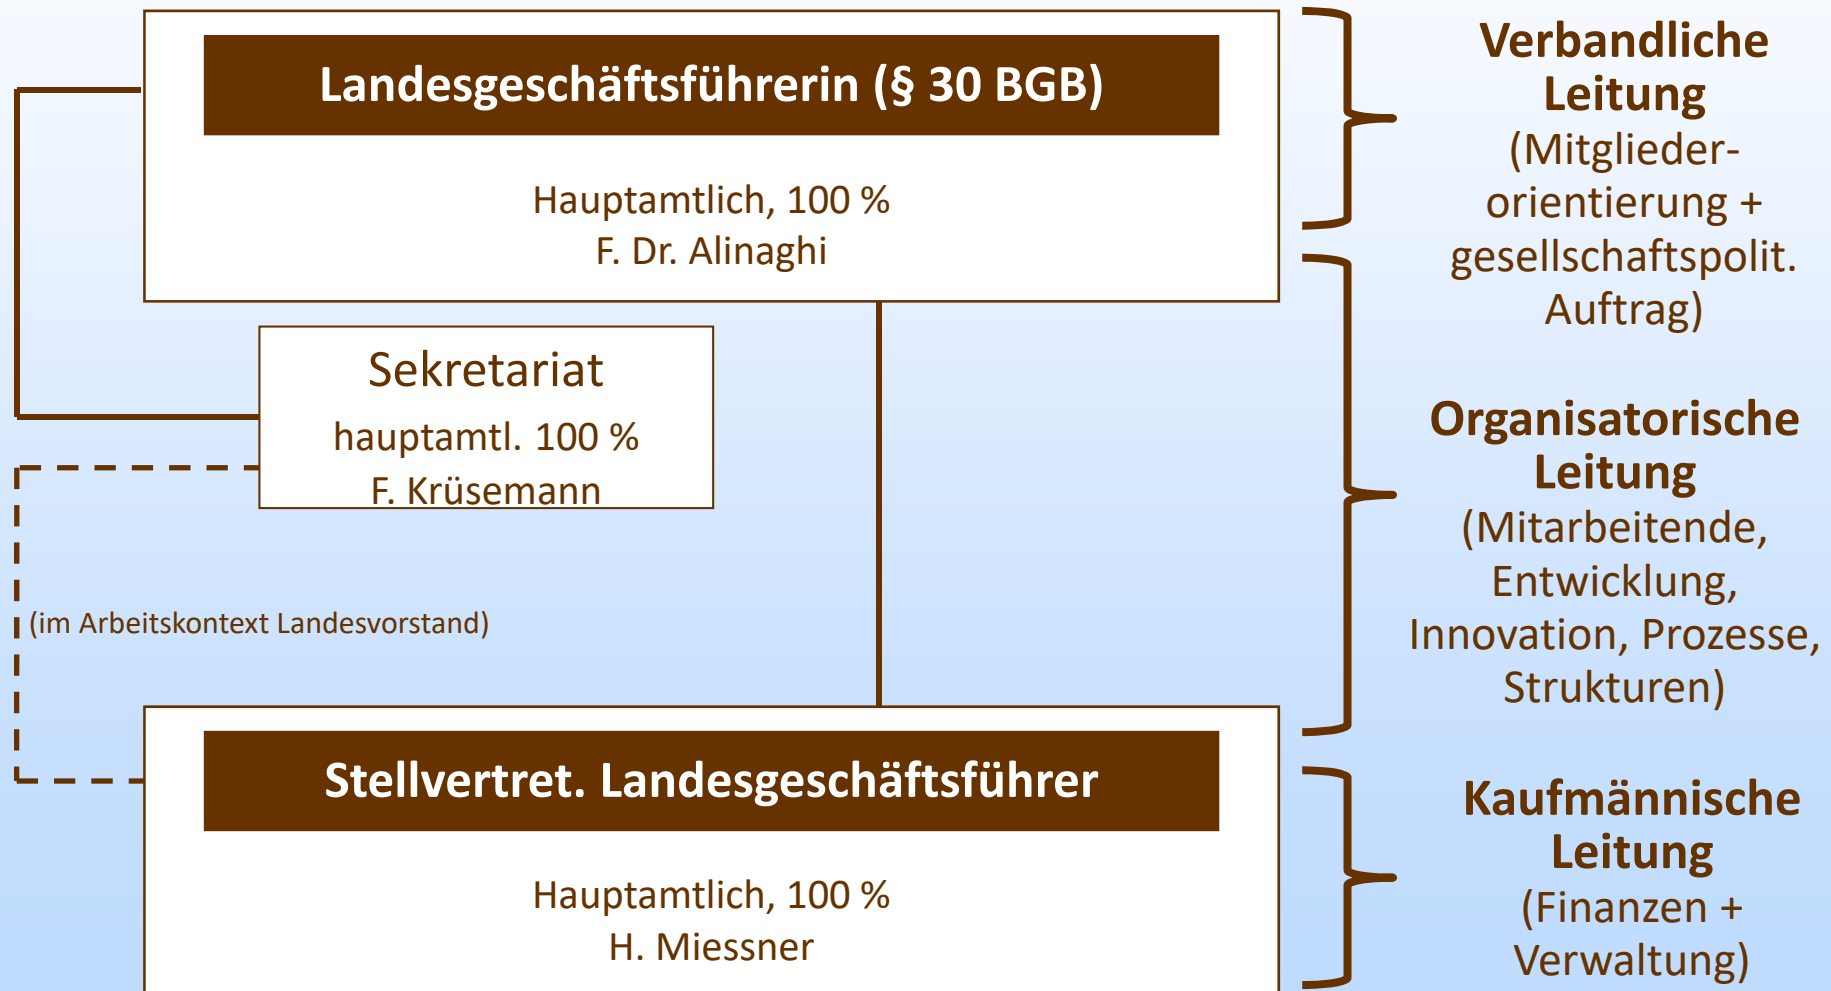 Landesgeschäftsführerin (§ 30 BGB)
Hauptamtlich, 100 %
F. Dr. Alinaghi
Sekretariat
hauptamtl. 100 %
F. Krüsemann
(im Arbeitskontext Landesvorstand)
Stellvertret. Landesgeschäftsführer
Hauptamtlich, 100 %
H. Miessner
Verbandliche
Leitung
(Mitglieder-
orientierung +
gesellschaftspolit.
Auftrag)
Organisatorische
Leitung
(Mitarbeitende,
Entwicklung,
Innovation, Prozesse,
Strukturen)
Kaufmännische
Leitung
(Finanzen +
Verwaltung)